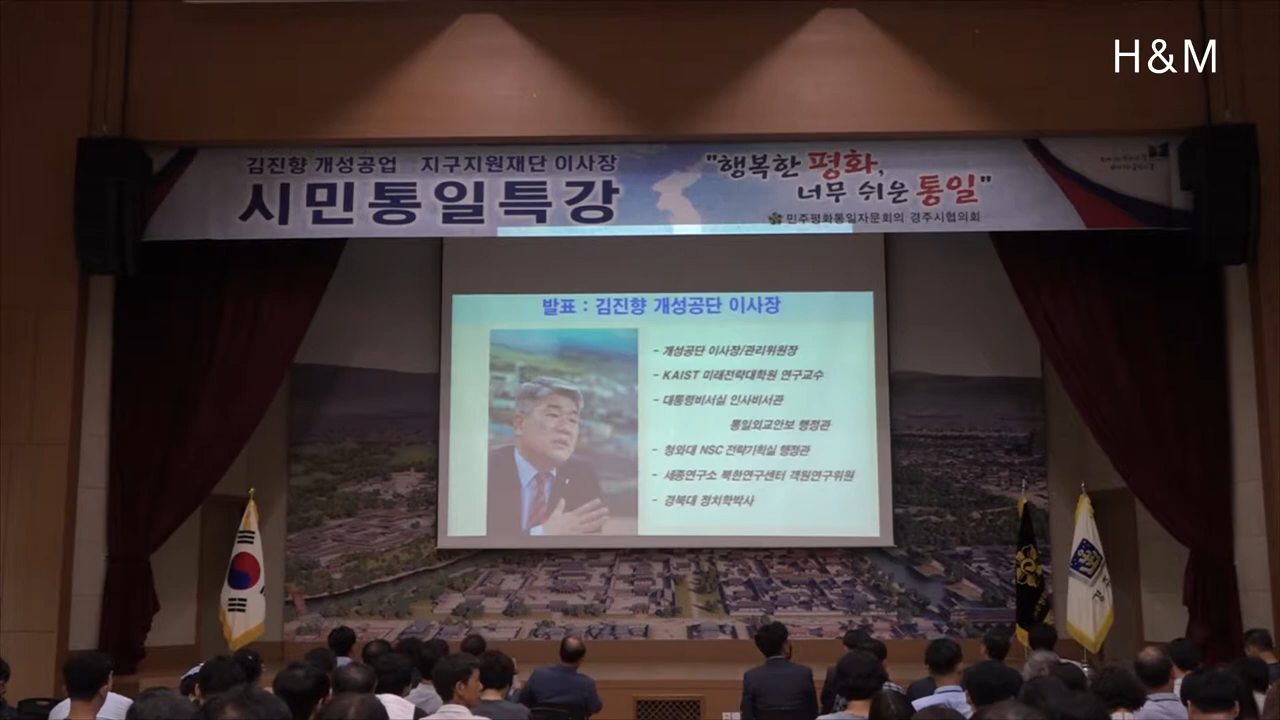 H&M
김진향 개성공업 지구지원재단 이사장
시민통일특강
"행복한 평화,
너무 쉬운 통일"
민주평화통일자문회의 경주시협의회
발표 : 김진향 개성공단 이사장
- 개성공단 이사장/관리위원장
- KAIST 미래전략대학원 연구교수
- 대통령비서실 인사비서관
통일외교안보 행정관
- 청와대 NSC 전략기획실 행정관
- 세종연구소 북한연구센터 객원연구위원
- 경북대 정치학박사